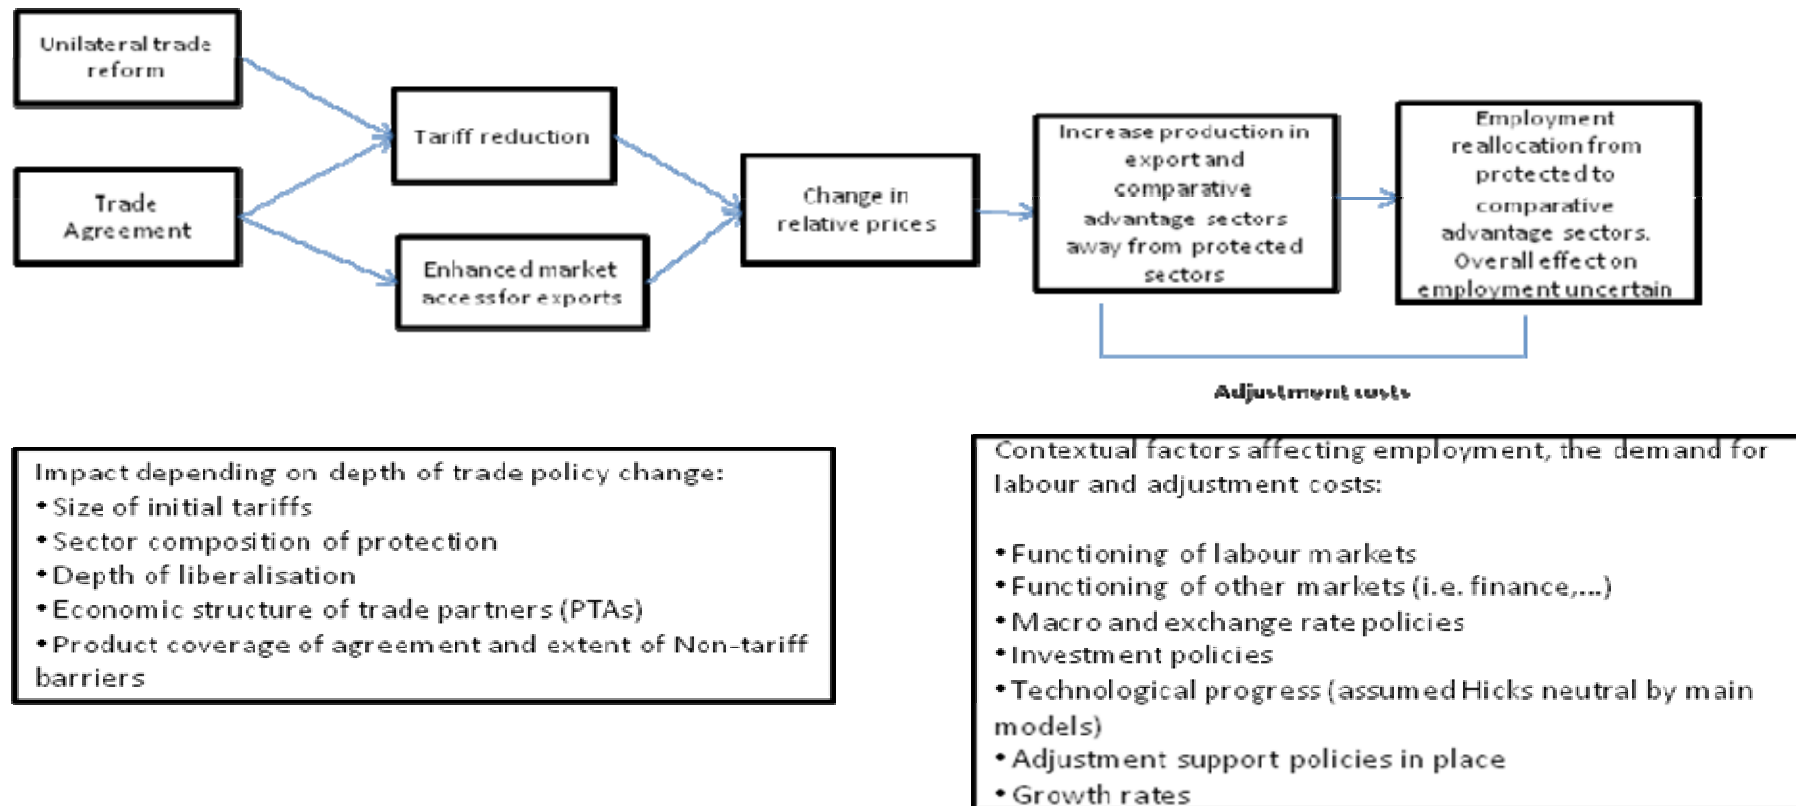 Unilateral trade
reform
Trade
Agreement
Tariff reduction
Enhanced market
access for exports
Change in
relative prices
Increase production in
export and
comparative
advantage sectors
away from protected
sectors
Employment
reallocation from
protected to
comparative
advantage sectors.
Overall effect on
employment uncertain
Adjustment costs
Impact depending on depth of trade policy change:
• Size of initial tariffs
• Sector composition of protection
• Depth of liberalisation
• Economic structure of trade partners (PTAs)
• Product coverage of agreement and extent of Non-tariff
barriers
Contextual factors affecting employment, the demand for
labour and adjustment costs:
• Functioning of labour markets
• Functioning of other markets (i.e. finance,...)
• Macro and exchange rate policies
• Investment policies
• Technological progress (assumed Hicks neutral by main
models)
• Adjustment support policies in place
• Growth rates